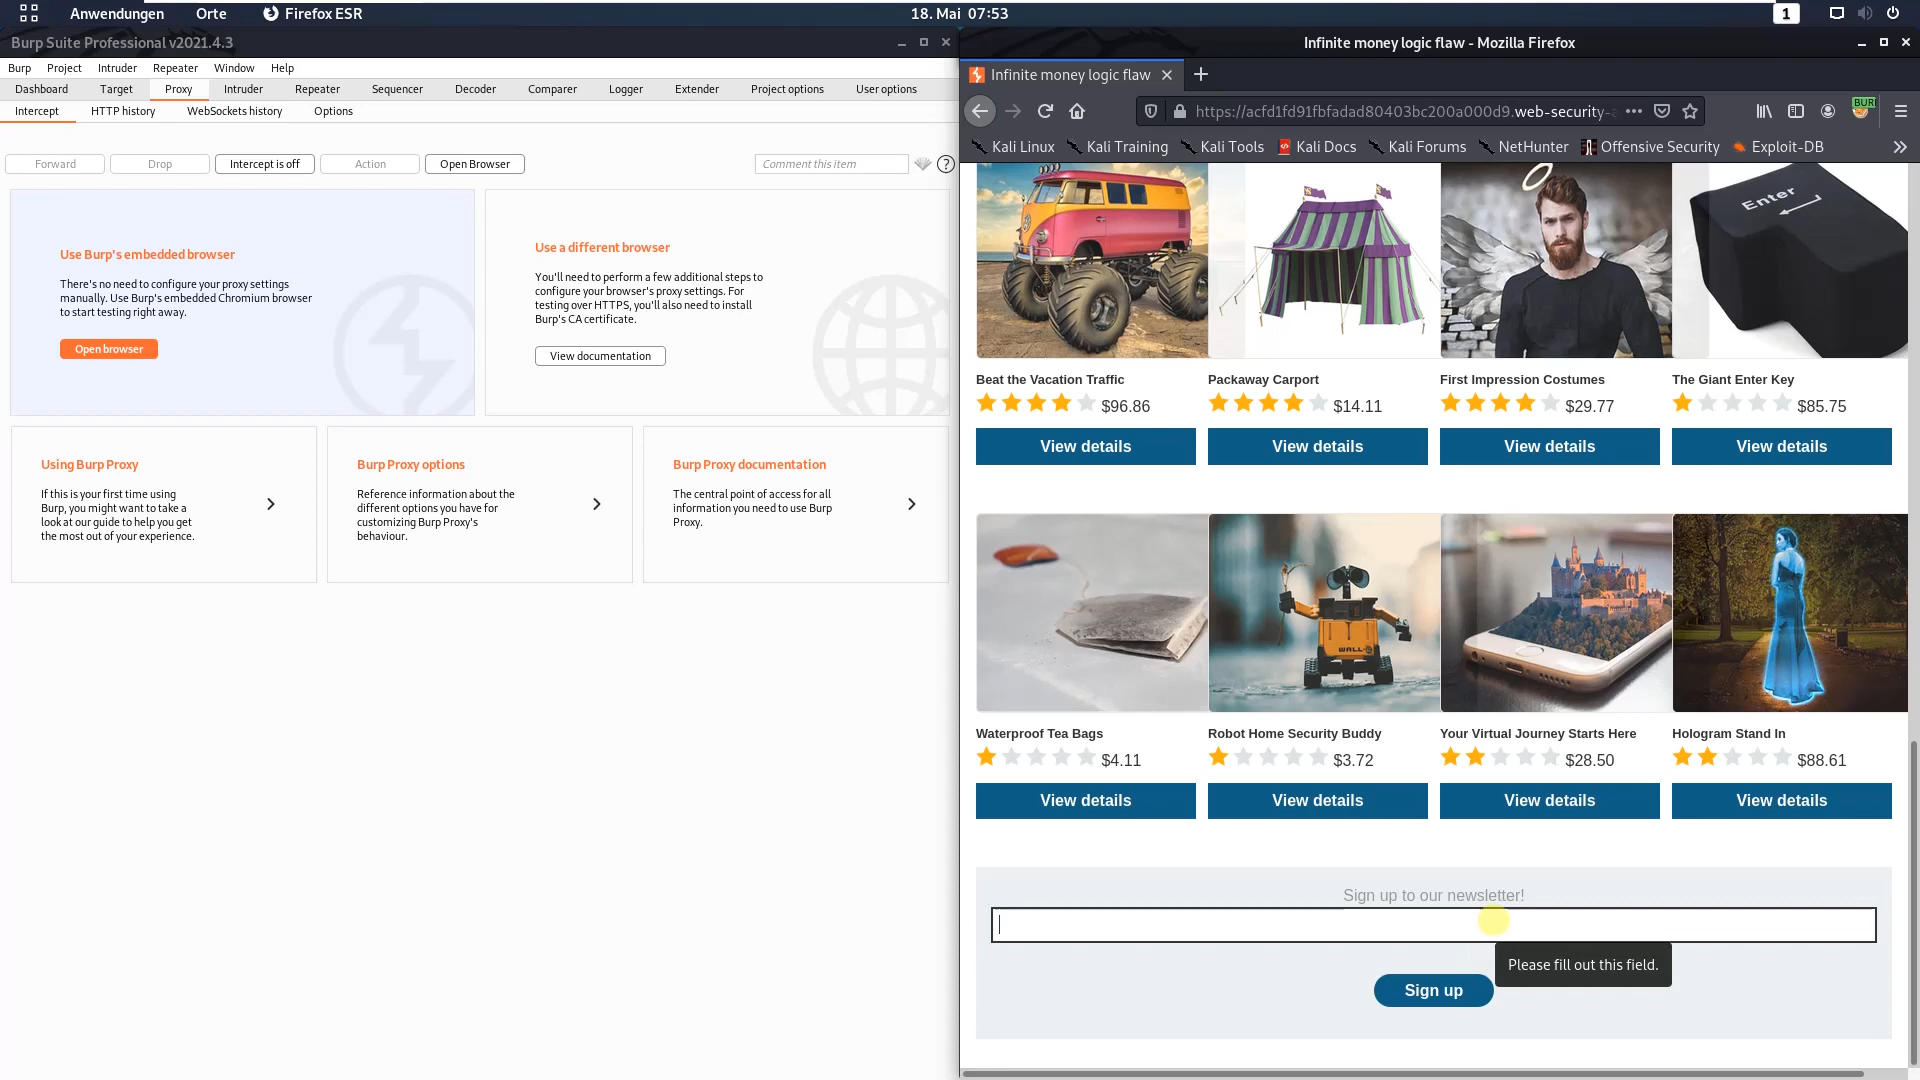 Anwendungen Orte Firefox ESR 18. Mai 07:53 1
Burp Suite Professional v2021.4.3
Burp Project Intruder Repeater Window Help
Dashboard Target Proxy Intruder Repeater Sequencer Decoder Comparer Logger Extender Project options User options
Intercept HTTP history WebSockets history Options
Forward Drop Intercept is off Action Open Browser Comment this item ?
Use Burp's embedded browser
There's no need to configure your proxy settings
manually. Use Burp's embedded Chromium browser
to start testing right away.
Open browser
Use a different browser
You'll need to perform a few additional steps to
configure your browser's proxy settings. For
testing over HTTPS, you'll also need to install
Burp's CA certificate.
View documentation
Using Burp Proxy
If this is your first time using
Burp, you might want to take a
look at our guide to help you get
the most out of your experience.
Burp Proxy options
Reference information about the
different options you have for
customizing Burp Proxy's
behaviour.
Burp Proxy documentation
The central point of access for all
information you need to use Burp
Proxy.
Infinite money logic flaw - Mozilla Firefox
Infinite money logic flaw
https://acfd1fd91fbfadad80403bc200a000d9.web-security-a
BURP
Kali Linux Kali Training Kali Tools Kali Docs Kali Forums NetHunter Offensive Security Exploit-DB
Enter
Beat the Vacation Traffic Packaway Carport First Impression Costumes The Giant Enter Key
$96.86 $14.11 $29.77 $85.75
View details View details View details View details
WALL-E
Waterproof Tea Bags Robot Home Security Buddy Your Virtual Journey Starts Here Hologram Stand In
$4.11 $3.72 $28.50 $88.61
View details View details View details View details
Sign up to our newsletter!
Please fill out this field.
Sign up